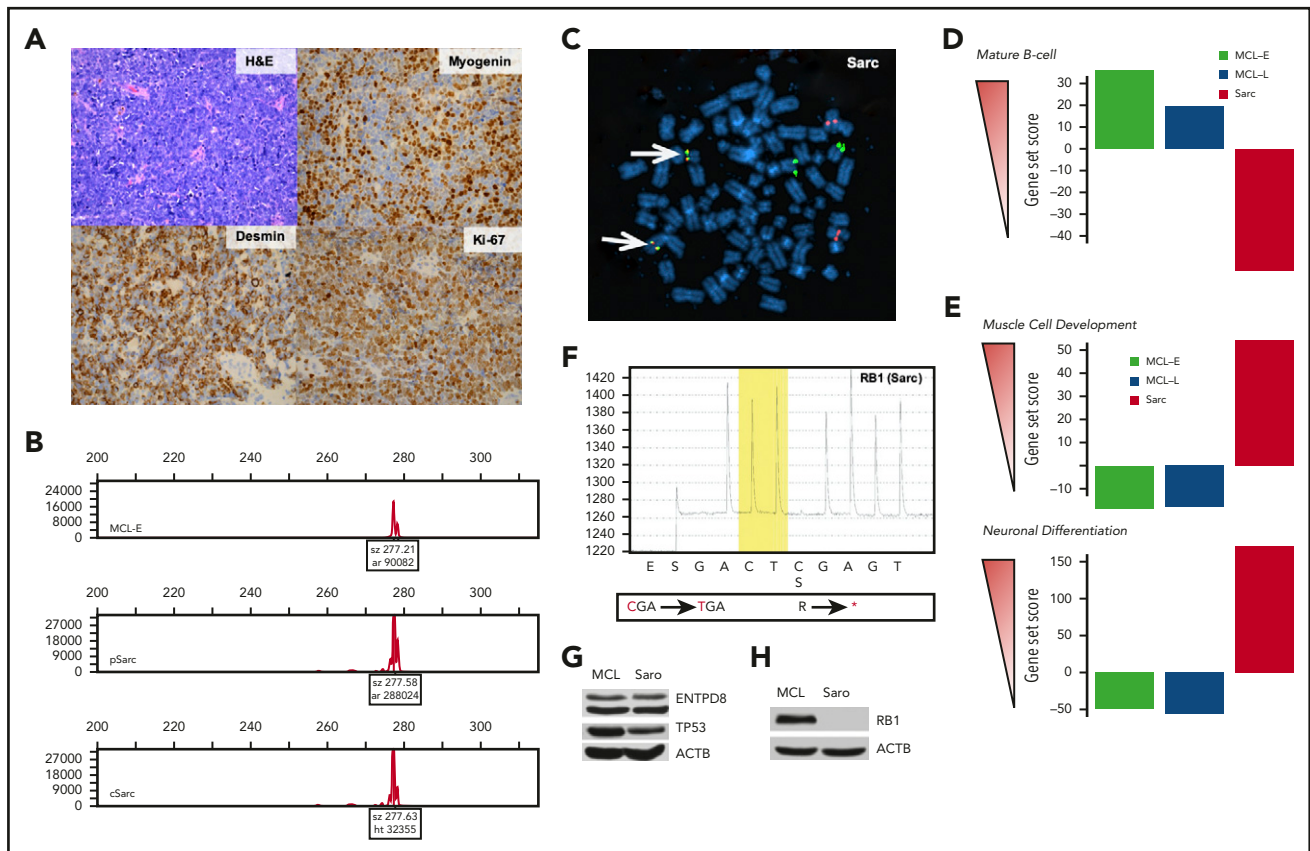 A
H&E
Myogenin
Desmin
Ki-67
B
200 220 240 260 280 300
24000
16000
8000
0
MCL-E
sz 277.21
ar 90082
200 220 240 260 280 300
27000
18000
9000
0
pSarc
sz 277.58
ar 288024
200 220 240 260 280 300
27000
18000
9000
0
cSarc
sz 277.63
ht 32355
C
Sarc
D
Mature B-cell
Gene set score
30
20
10
0
−10
−20
−30
−40
MCL–E
MCL–L
Sarc
E
Muscle Cell Development
Gene set score
50
40
30
20
10
0
−10
MCL–E
MCL–L
Sarc
Neuronal Differentiation
Gene set score
150
100
50
0
−50
F
RB1 (Sarc)
1420
1400
1380
1360
1340
1320
1300
1280
1260
1240
1220
E S G A C T C G A G T
S
CGA TGA R *
G
MCL Saro
ENTPD8
TP53
ACTB
H
MCL Saro
RB1
ACTB